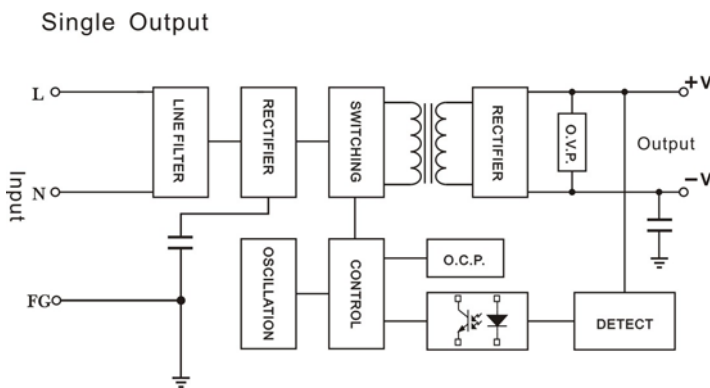 Single Output
L
N
FG
Input
LINE FILTER
RECTIFIER
SWITCHING
RECTIFIER
O.V.P.
+V
Output
−V
OSCILLATION
CONTROL
O.C.P.
DETECT